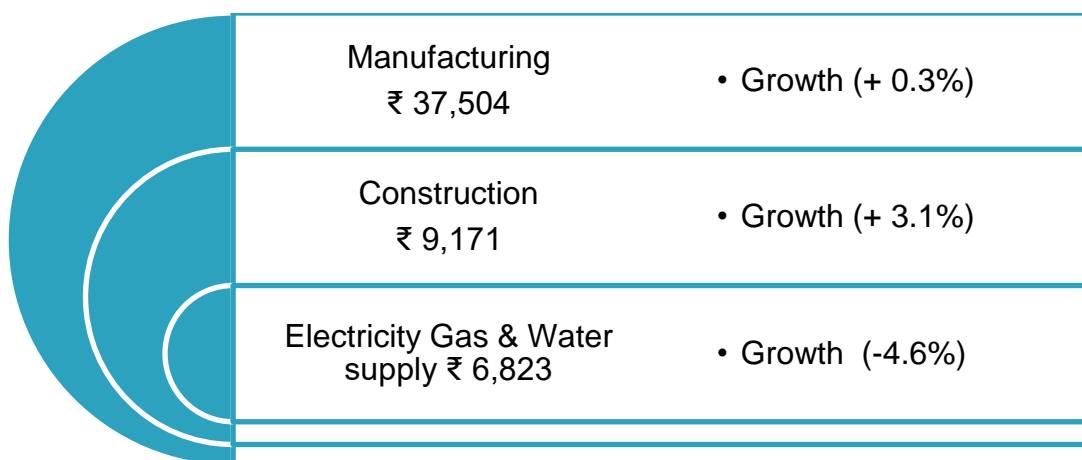 Manufacturing
₹ 37,504
• Growth (+ 0.3%)
Construction
₹ 9,171
• Growth (+ 3.1%)
Electricity Gas & Water
supply ₹ 6,823
• Growth (-4.6%)